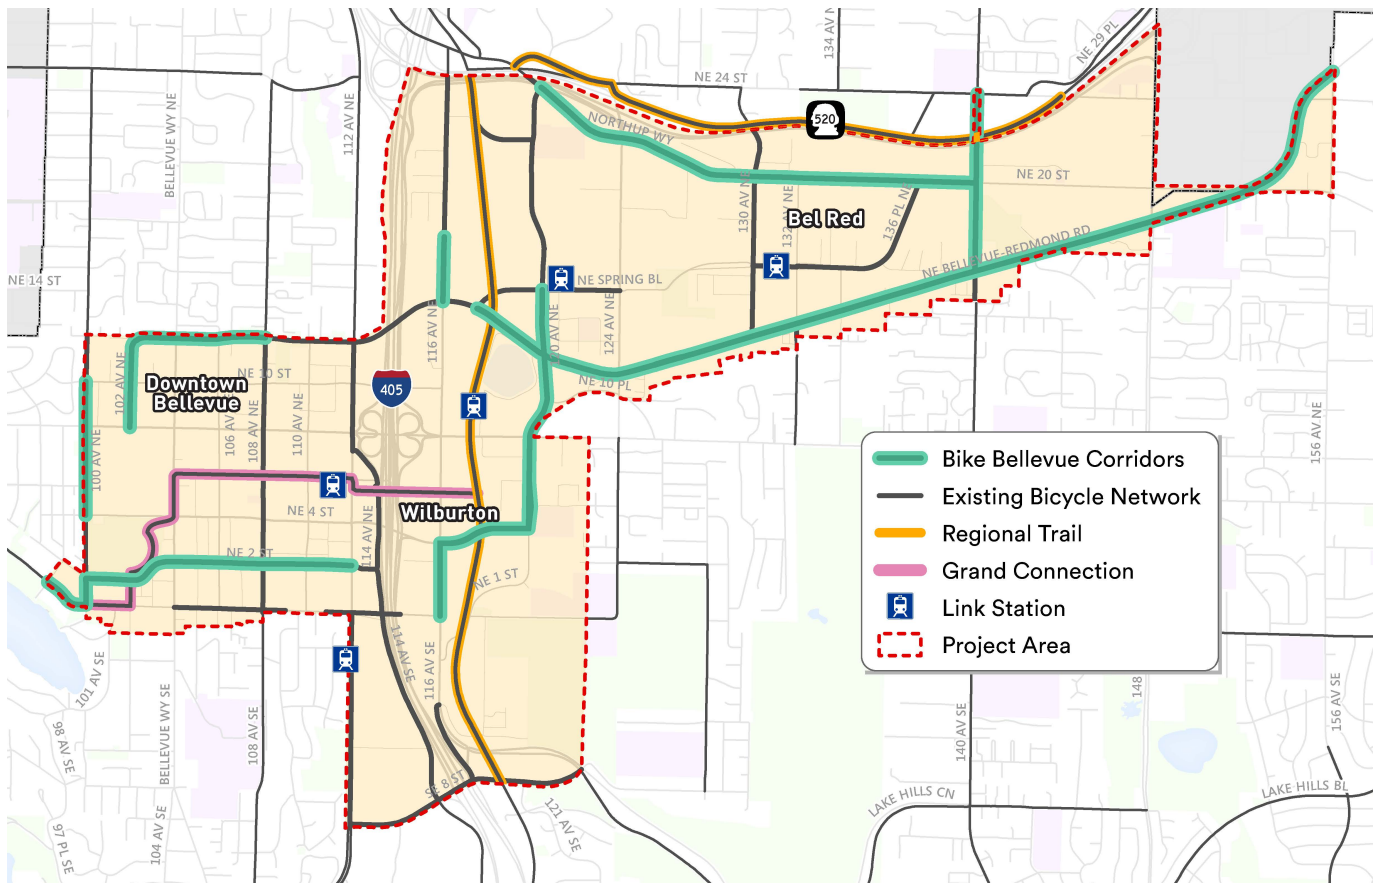 134 AV NE
NE 29 PL
NE 24 ST
BELLEVUE WY NE
112 AV NE
NORTHUP WY
520
NE 20 ST
130 AV NE
132 AV NE
136 PL NE
Bel Red
NE BELLEVUE-REDMOND RD
NE 14 ST
NE SPRING BL
116 AV NE
120 AV NE
124 AV NE
102 AV NE
NE 10 ST
Downtown
Bellevue
405
NE 10 PL
100 AV NE
106 AV NE
108 AV NE
110 AV NE
156 AV NE
NE 4 ST
Wilburton
114 AV NE
NE 2 ST
NE 1 ST
Bike Bellevue Corridors
Existing Bicycle Network
Regional Trail
Grand Connection
Link Station
Project Area
101 AV SE
98 AV SE
BELLEVUE WY SE
108 AV SE
114 AV SE
116 AV SE
SE 8 ST
121 AV SE
104 AV SE
97 PL SE
140 AV SE
148
156 AV SE
LAKE HILLS CN
LAKE HILLS BL